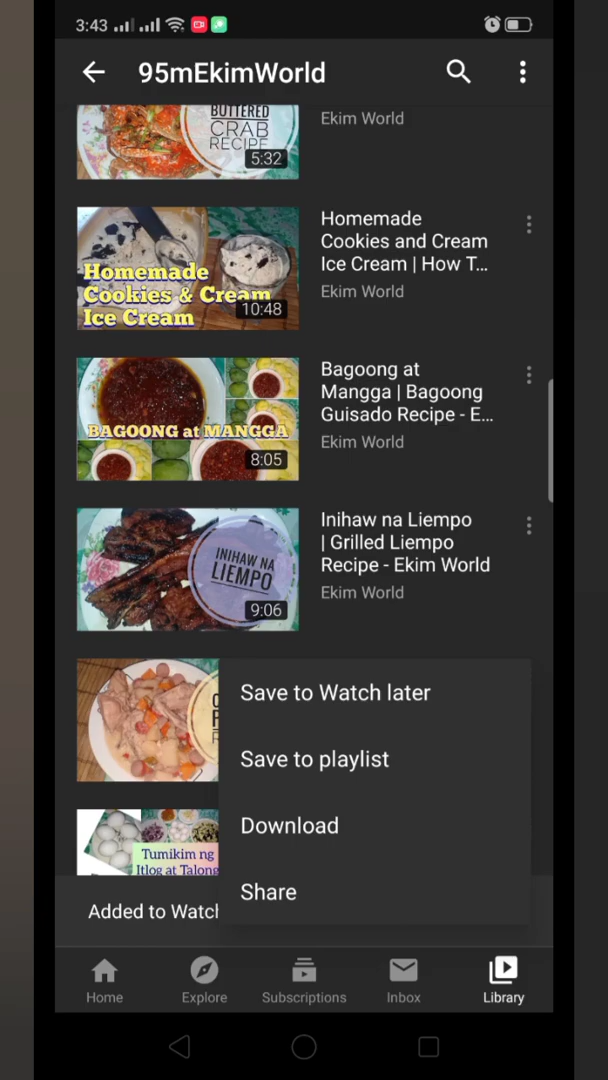 3:43
95mEkimWorld
BUTTERED
CRAB
RECIPE
5:32
Ekim World
Homemade
Cookies & Cream
Ice Cream
10:48
Homemade
Cookies and Cream
Ice Cream | How T...
Ekim World
BAGOONG at MANGGA
8:05
Bagoong at
Mangga | Bagoong
Guisado Recipe - E...
Ekim World
INIHAW NA
LIEMPO
9:06
Inihaw na Liempo
| Grilled Liempo
Recipe - Ekim World
Ekim World
Save to Watch later
Save to playlist
Download
Share
Tumikim ng
Itlog at Talong
Added to Watch
Home
Explore
Subscriptions
Inbox
Library